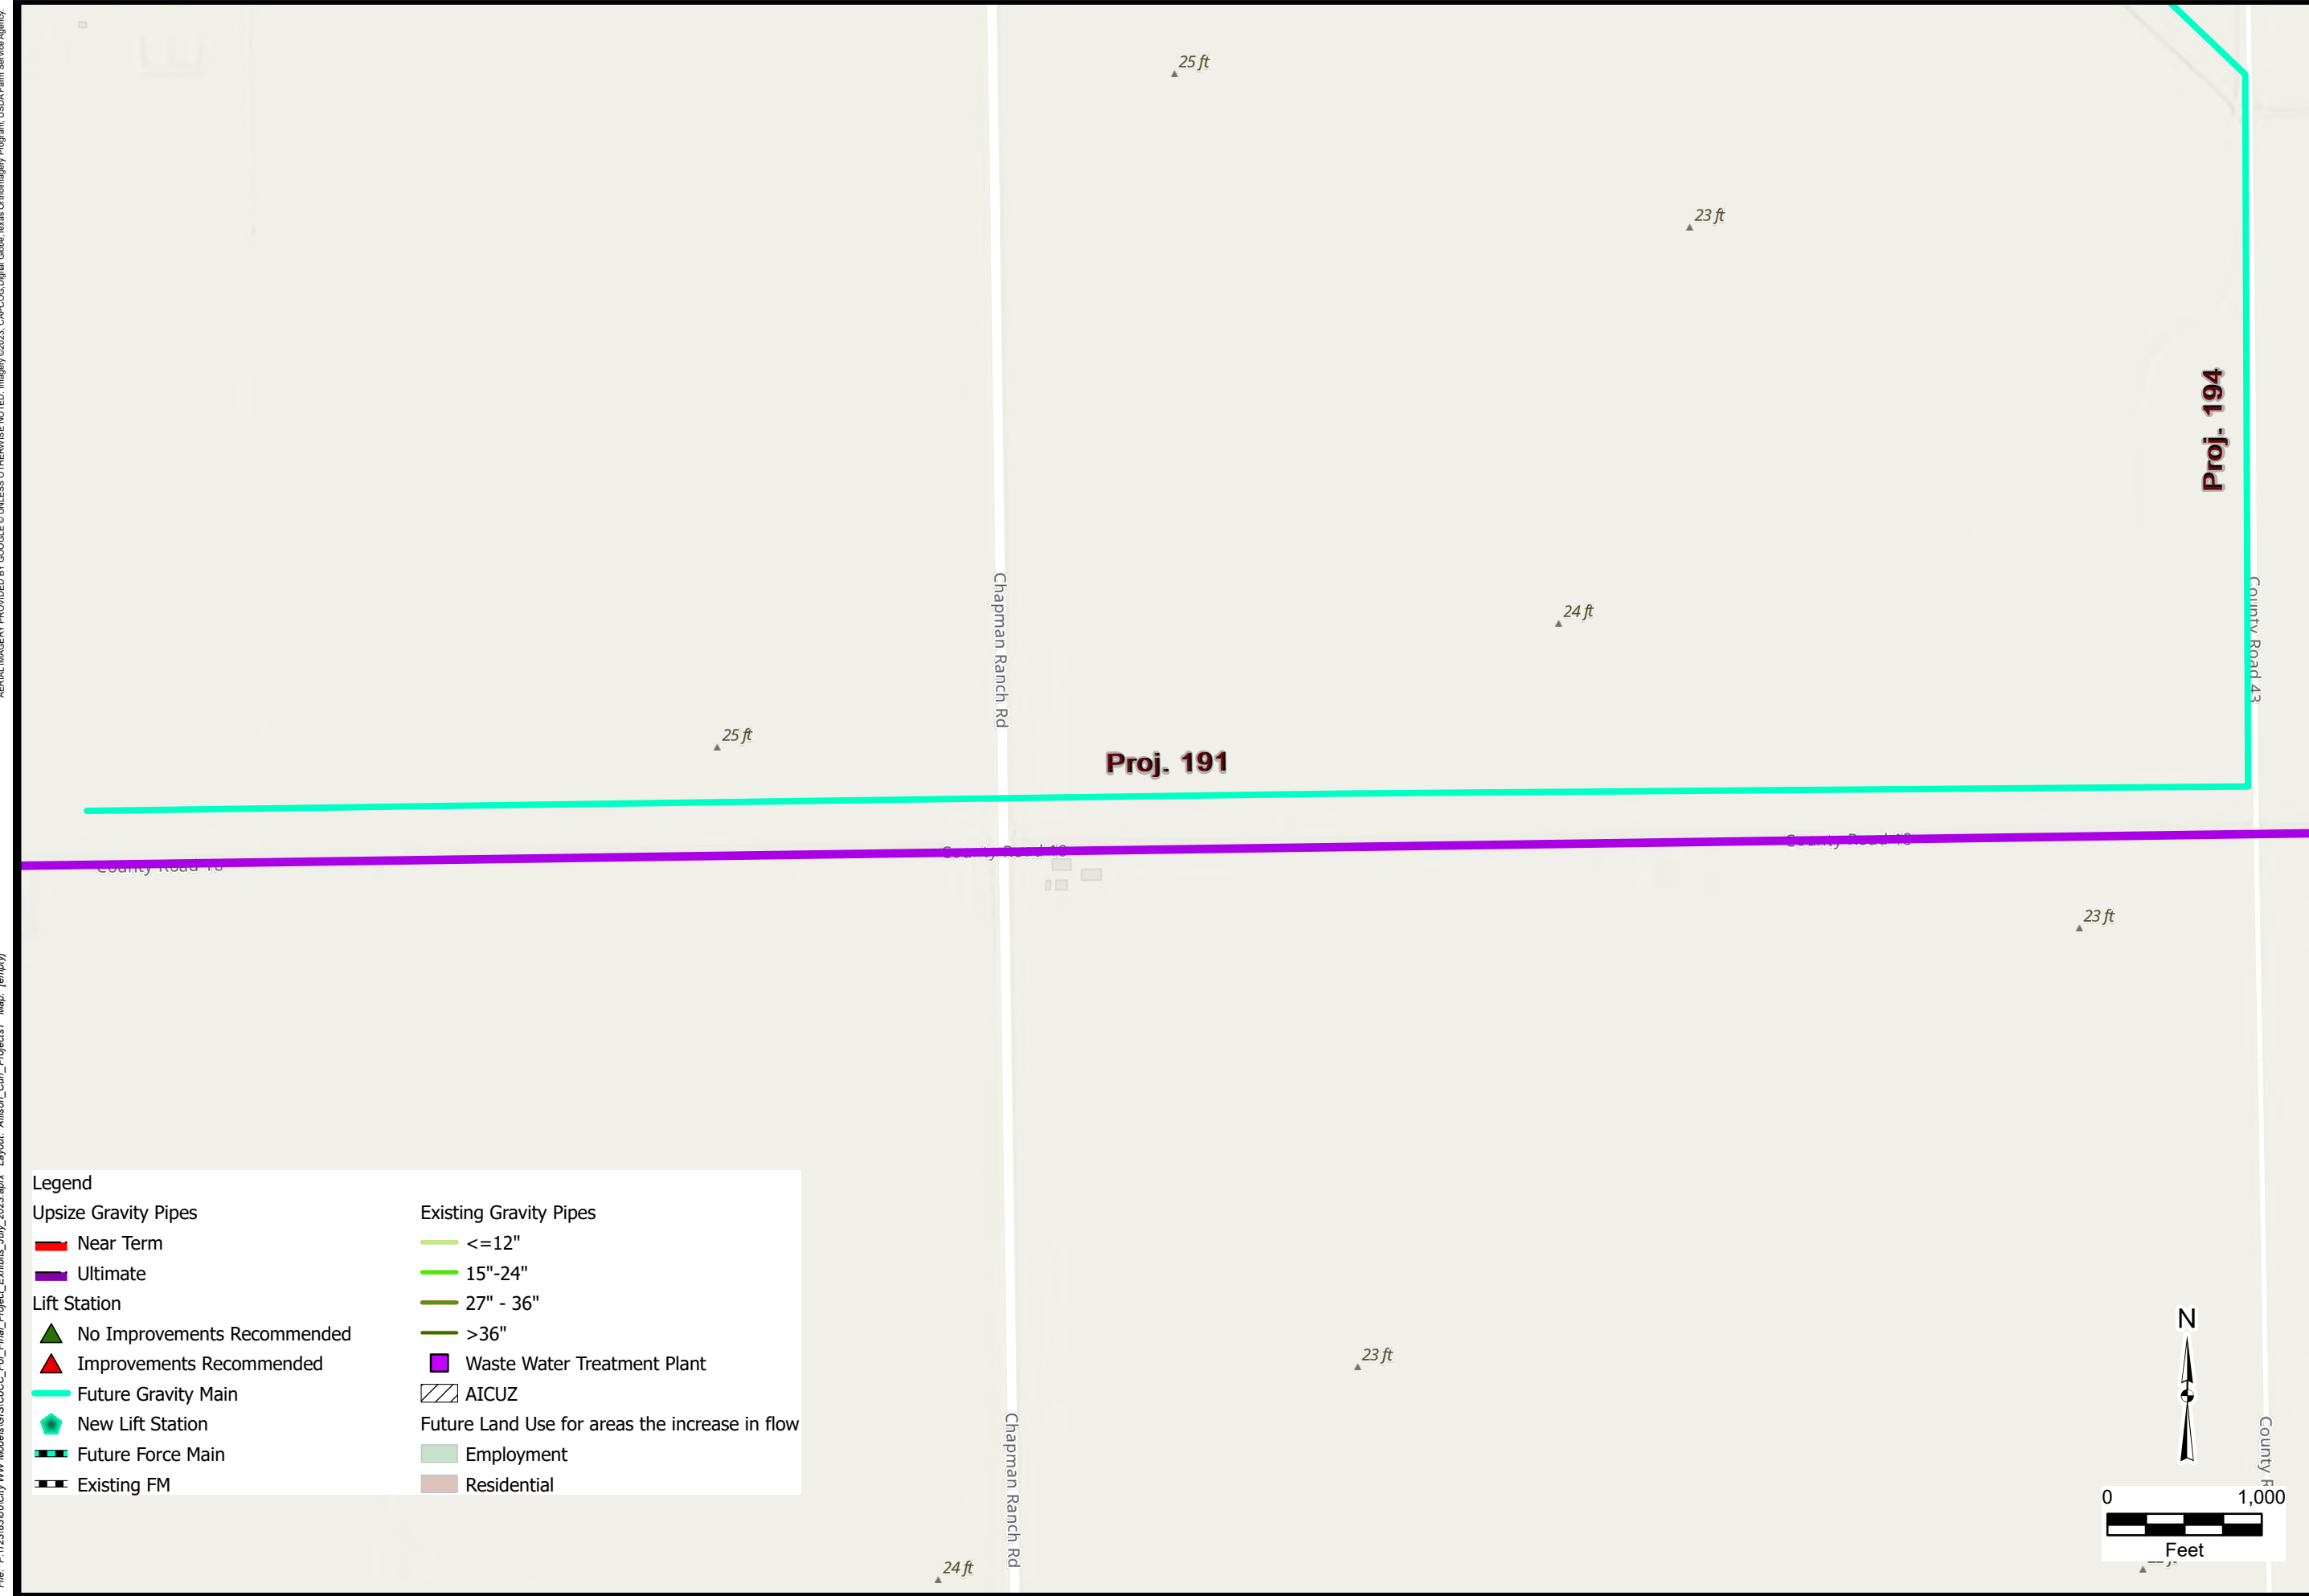 25 ft
23 ft
Proj. 194
Chapman Ranch Rd
County Road 43
24 ft
25 ft
Proj. 191
23 ft
Legend
Upsize Gravity Pipes
Near Term
Ultimate
Lift Station
No Improvements Recommended
Improvements Recommended
Future Gravity Main
New Lift Station
Future Force Main
Existing FM
Existing Gravity Pipes
<=12"
15"-24"
27" - 36"
>36"
Waste Water Treatment Plant
AICUZ
Future Land Use for areas the increase in flow
Employment
Residential
23 ft
Chapman Ranch Rd
24 ft
N
County
0 1,000
Feet